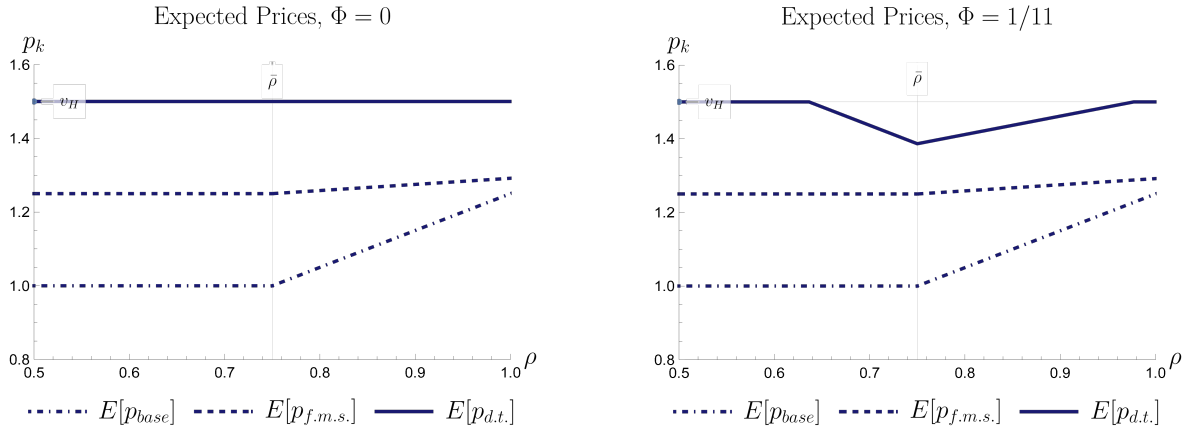 Expected Prices, Φ = 0
p_k
1.6
ρ̄
v_H
1.4
1.2
1.0
0.8
0.5 0.6 0.7 0.8 0.9 1.0 ρ
E[p_base] E[p_f.m.s.] E[p_d.t.]
Expected Prices, Φ = 1/11
p_k
1.6
ρ̄
v_H
1.4
1.2
1.0
0.8
0.5 0.6 0.7 0.8 0.9 1.0 ρ
E[p_base] E[p_f.m.s.] E[p_d.t.]